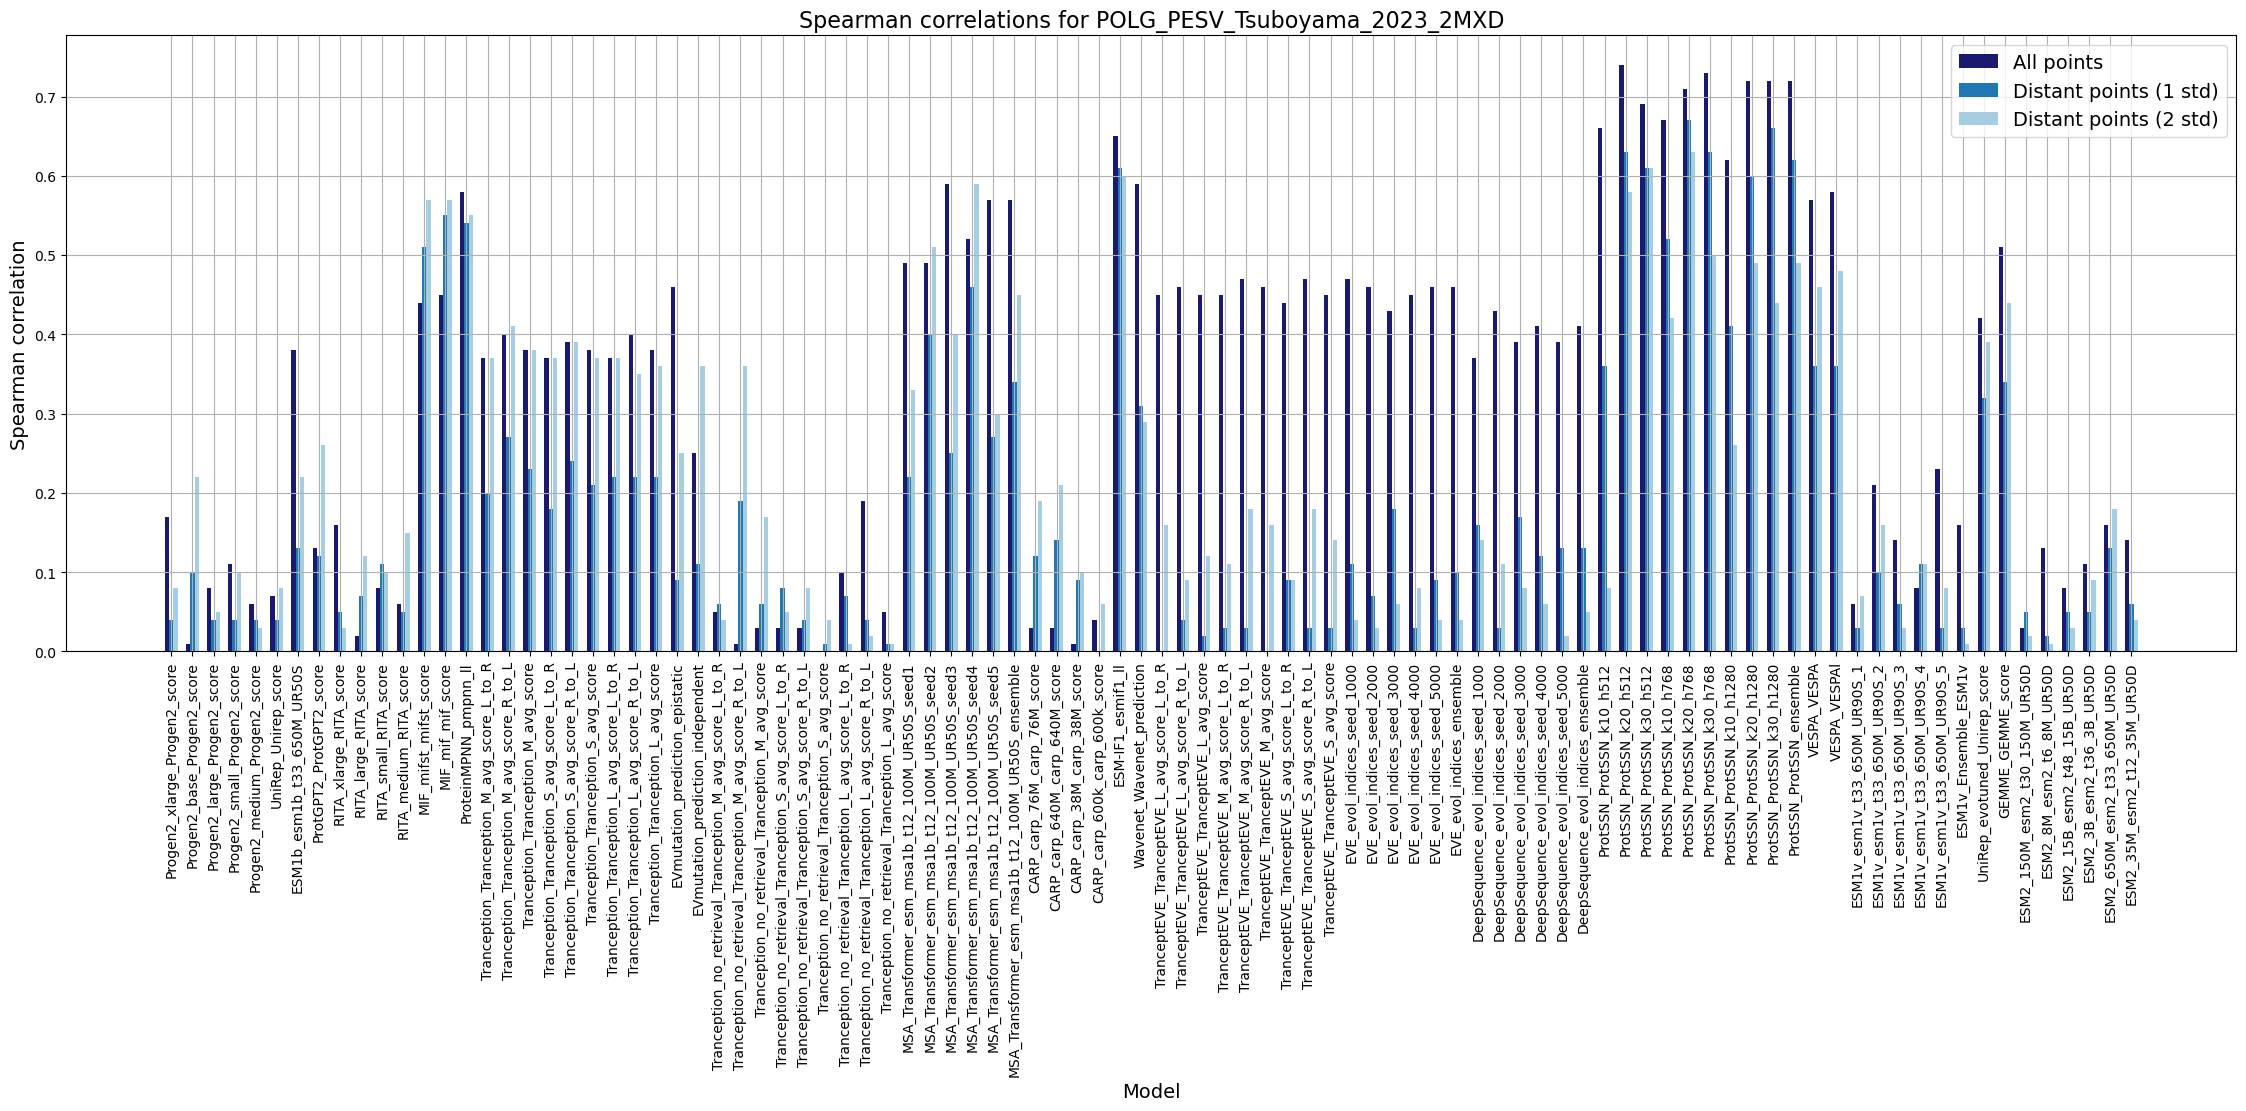 Spearman correlations for POLG_PESV_Tsuboyama_2023_2MXD
All points
Distant points (1 std)
Distant points (2 std)
Spearman correlation
0.7
0.6
0.5
0.4
0.3
0.2
0.1
0.0
Progen2_xlarge_Progen2_score
Progen2_base_Progen2_score
Progen2_large_Progen2_score
Progen2_small_Progen2_score
Progen2_medium_Progen2_score
UniRep_Unirep_score
ESM1b_esm1b_t33_650M_UR50S
ProtGPT2_ProtGPT2_score
RITA_xlarge_RITA_score
RITA_large_RITA_score
RITA_small_RITA_score
RITA_medium_RITA_score
MIF_mifst_mifst_score
MIF_mif_mif_score
ProteinMPNN_pmpnn_ll
Tranception_Tranception_M_avg_score_L_to_R
Tranception_Tranception_M_avg_score_R_to_L
Tranception_Tranception_M_avg_score
Tranception_Tranception_S_avg_score_L_to_R
Tranception_Tranception_S_avg_score_R_to_L
Tranception_Tranception_S_avg_score
Tranception_Tranception_L_avg_score_L_to_R
Tranception_Tranception_L_avg_score_R_to_L
Tranception_Tranception_L_avg_score
EVmutation_prediction_epistatic
EVmutation_prediction_independent
Tranception_no_retrieval_Tranception_M_avg_score_L_to_R
Tranception_no_retrieval_Tranception_M_avg_score_R_to_L
Tranception_no_retrieval_Tranception_M_avg_score
Tranception_no_retrieval_Tranception_S_avg_score_L_to_R
Tranception_no_retrieval_Tranception_S_avg_score_R_to_L
Tranception_no_retrieval_Tranception_S_avg_score
Tranception_no_retrieval_Tranception_L_avg_score_L_to_R
Tranception_no_retrieval_Tranception_L_avg_score_R_to_L
Tranception_no_retrieval_Tranception_L_avg_score
MSA_Transformer_esm_msa1b_t12_100M_UR50S_seed1
MSA_Transformer_esm_msa1b_t12_100M_UR50S_seed2
MSA_Transformer_esm_msa1b_t12_100M_UR50S_seed3
MSA_Transformer_esm_msa1b_t12_100M_UR50S_seed4
MSA_Transformer_esm_msa1b_t12_100M_UR50S_seed5
MSA_Transformer_esm_msa1b_t12_100M_UR50S_ensemble
CARP_carp_76M_carp_76M_score
CARP_carp_640M_carp_640M_score
CARP_carp_38M_carp_38M_score
CARP_carp_600k_carp_600k_score
ESM-IF1_esmif1_ll
Wavenet_Wavenet_prediction
TranceptEVE_TranceptEVE_L_avg_score_L_to_R
TranceptEVE_TranceptEVE_L_avg_score_R_to_L
TranceptEVE_TranceptEVE_L_avg_score
TranceptEVE_TranceptEVE_M_avg_score_L_to_R
TranceptEVE_TranceptEVE_M_avg_score_R_to_L
TranceptEVE_TranceptEVE_M_avg_score
TranceptEVE_TranceptEVE_S_avg_score_L_to_R
TranceptEVE_TranceptEVE_S_avg_score_R_to_L
TranceptEVE_TranceptEVE_S_avg_score
EVE_evol_indices_seed_1000
EVE_evol_indices_seed_2000
EVE_evol_indices_seed_3000
EVE_evol_indices_seed_4000
EVE_evol_indices_seed_5000
EVE_evol_indices_ensemble
DeepSequence_evol_indices_seed_1000
DeepSequence_evol_indices_seed_2000
DeepSequence_evol_indices_seed_3000
DeepSequence_evol_indices_seed_4000
DeepSequence_evol_indices_seed_5000
DeepSequence_evol_indices_ensemble
ProtSSN_ProtSSN_k10_h512
ProtSSN_ProtSSN_k20_h512
ProtSSN_ProtSSN_k30_h512
ProtSSN_ProtSSN_k10_h768
ProtSSN_ProtSSN_k20_h768
ProtSSN_ProtSSN_k30_h768
ProtSSN_ProtSSN_k10_h1280
ProtSSN_ProtSSN_k20_h1280
ProtSSN_ProtSSN_k30_h1280
ProtSSN_ProtSSN_ensemble
VESPA_VESPA
VESPA_VESPAl
ESM1v_esm1v_t33_650M_UR90S_1
ESM1v_esm1v_t33_650M_UR90S_2
ESM1v_esm1v_t33_650M_UR90S_3
ESM1v_esm1v_t33_650M_UR90S_4
ESM1v_esm1v_t33_650M_UR90S_5
ESM1v_Ensemble_ESM1v
UniRep_evotuned_Unirep_score
GEMME_GEMME_score
ESM2_150M_esm2_t30_150M_UR50D
ESM2_8M_esm2_t6_8M_UR50D
ESM2_15B_esm2_t48_15B_UR50D
ESM2_3B_esm2_t36_3B_UR50D
ESM2_650M_esm2_t33_650M_UR50D
ESM2_35M_esm2_t12_35M_UR50D
Model